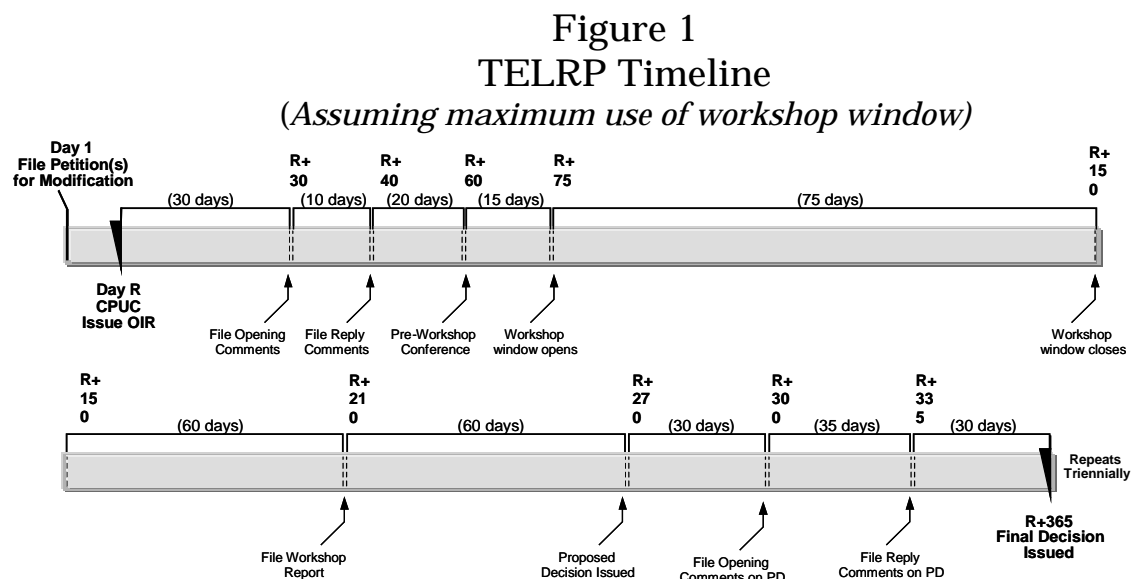 Figure 1
TELRP Timeline
(Assuming maximum use of workshop window)
Day 1
File Petition(s)
for Modification
R+
30
R+
40
R+
60
R+
75
R+
15
0
(30 days)
(10 days)
(20 days)
(15 days)
(75 days)
Day R
CPUC
Issue OIR
File Opening
Comments
File Reply
Comments
Pre-Workshop
Conference
Workshop
window opens
Workshop
window closes
R+
15
0
R+
21
0
R+
27
0
R+
30
0
R+
33
5
(60 days)
(60 days)
(30 days)
(35 days)
(30 days)
Repeats
Triennially
File Workshop
Report
Proposed
Decision Issued
File Opening
Comments on PD
File Reply
Comments on PD
R+365
Final Decision
Issued